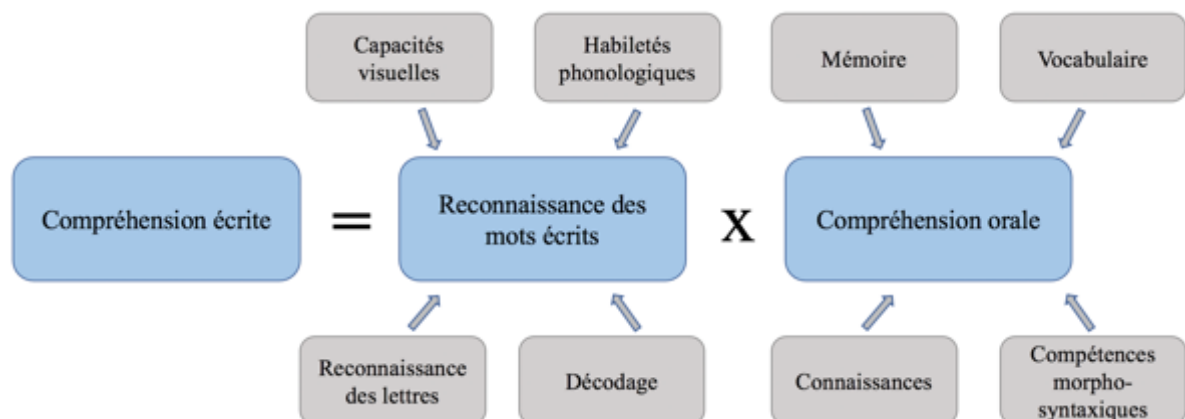 Capacités
visuelles
Habiletés
phonologiques
Mémoire
Vocabulaire
Compréhension écrite
=
Reconnaissance des
mots écrits
X
Compréhension orale
Reconnaissance
des lettres
Décodage
Connaissances
Compétences
morpho-
syntaxiques